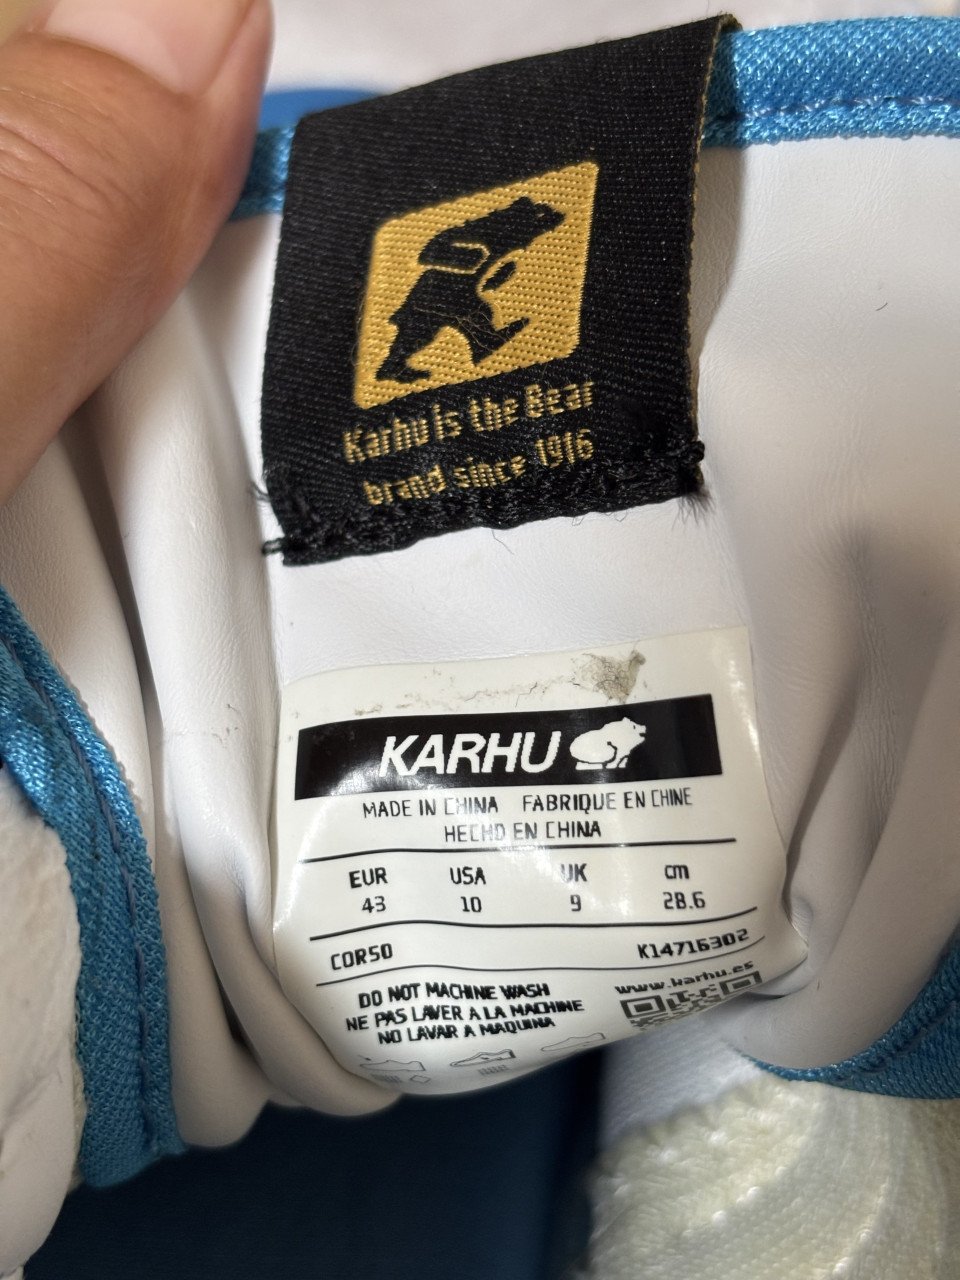 Karhu is the Bear
brand since 1916
KARHU
MADE IN CHINA FABRIQUE EN CHINE
HECHO EN CHINA
EUR USA UK cm
43 10 9 28.6
CORSO K14716302
DO NOT MACHINE WASH
NE PAS LAVER A LA MACHINE
NO LAVAR A MAQUINA
www.karhu.es